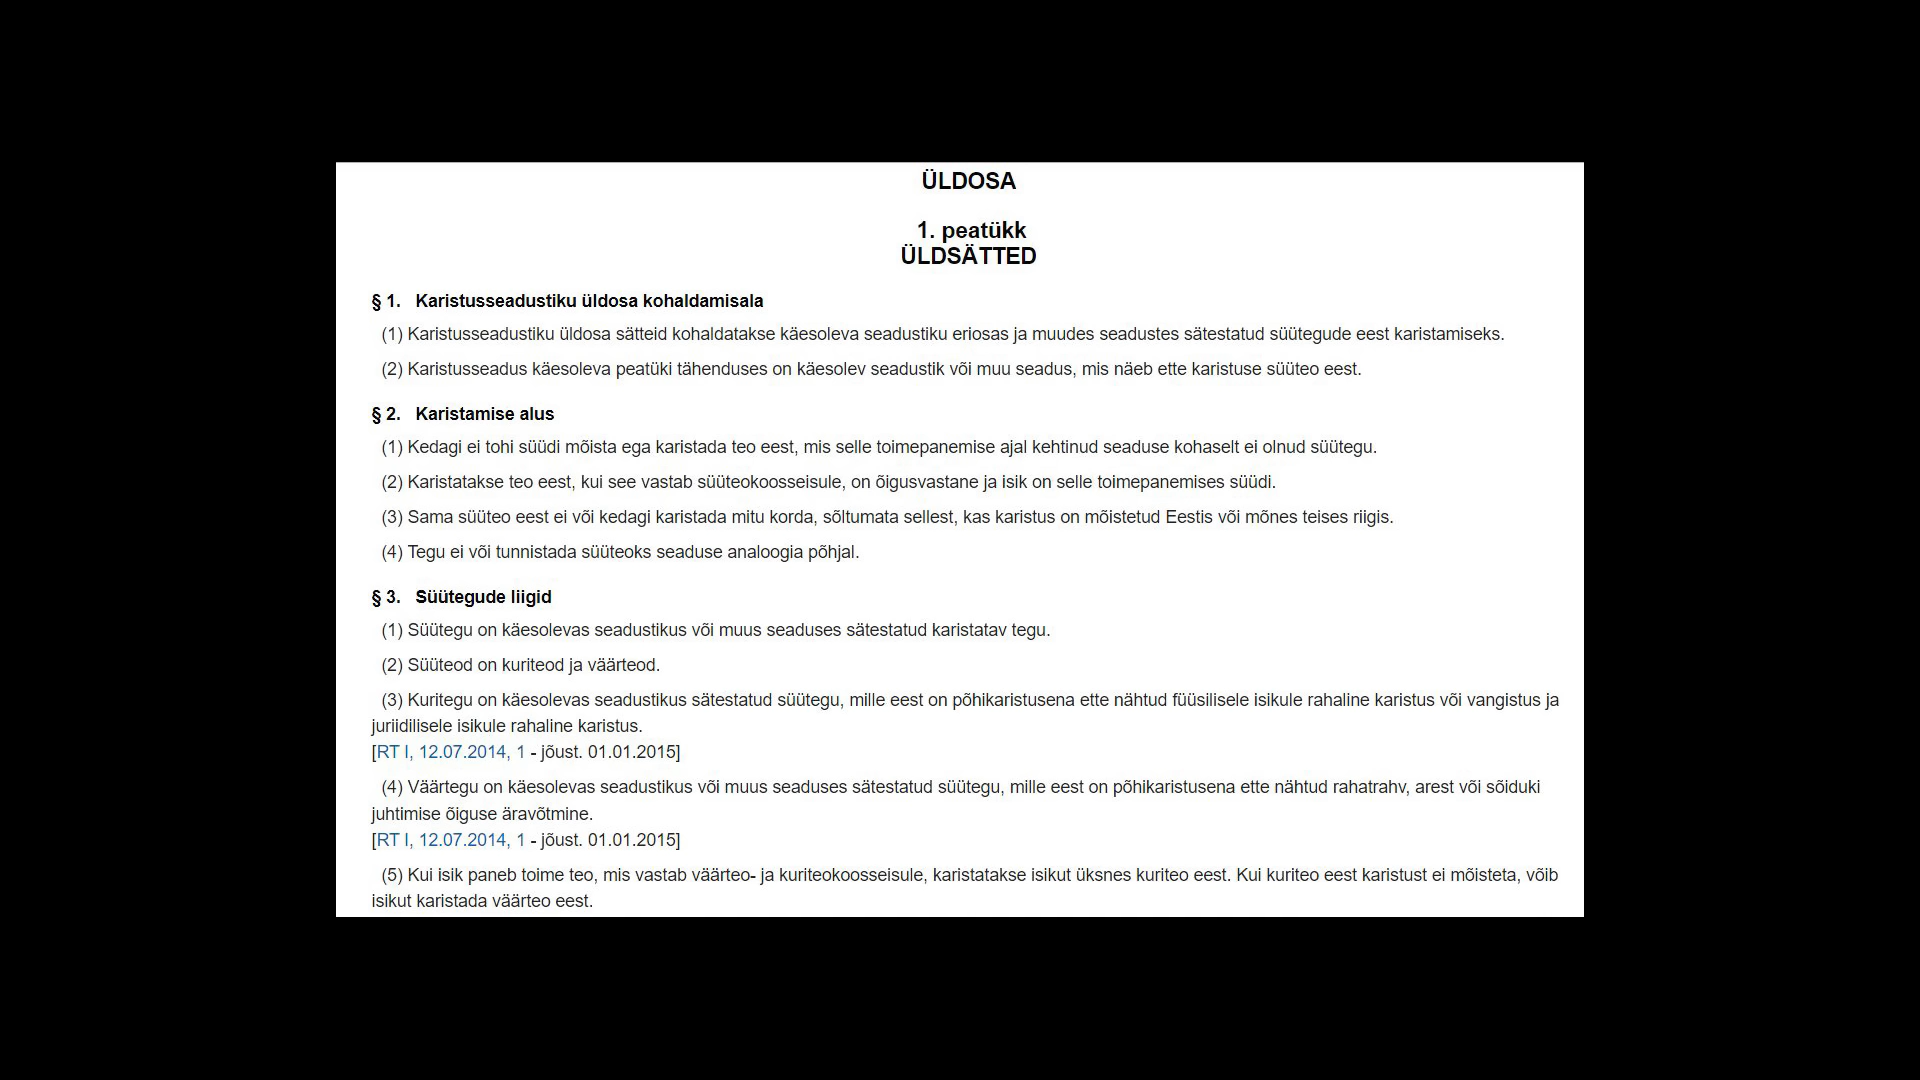 ÜLDOSA
1. peatükk
ÜLDSÄTTED
§ 1. Karistusseadustiku üldosa kohaldamisala
(1) Karistusseadustiku üldosa sätteid kohaldatakse käesoleva seadustiku eriosas ja muudes seadustes sätestatud süütegude eest karistamiseks.
(2) Karistusseadus käesoleva peatüki tähenduses on käesolev seadustik või muu seadus, mis näeb ette karistuse süüteo eest.
§ 2. Karistamise alus
(1) Kedagi ei tohi süüdi mõista ega karistada teo eest, mis selle toimepanemise ajal kehtinud seaduse kohaselt ei olnud süütegu.
(2) Karistatakse teo eest, kui see vastab süüteokoosseisule, on õigusvastane ja isik on selle toimepanemises süüdi.
(3) Sama süüteo eest ei või kedagi karistada mitu korda, sõltumata sellest, kas karistus on mõistetud Eestis või mõnes teises riigis.
(4) Tegu ei või tunnistada süüteoks seaduse analoogia põhjal.
§ 3. Süütegude liigid
(1) Süütegu on käesolevas seadustikus või muus seaduses sätestatud karistatav tegu.
(2) Süüteod on kuriteod ja väärteod.
(3) Kuritegu on käesolevas seadustikus sätestatud süütegu, mille eest on põhikaristusena ette nähtud füüsilisele isikule rahaline karistus või vangistus ja
juriidilisele isikule rahaline karistus.
[RT I, 12.07.2014, 1 - jõust. 01.01.2015]
(4) Väärtegu on käesolevas seadustikus või muus seaduses sätestatud süütegu, mille eest on põhikaristusena ette nähtud rahatrahv, arest või sõiduki
juhtimise õiguse äravõtmine.
[RT I, 12.07.2014, 1 - jõust. 01.01.2015]
(5) Kui isik paneb toime teo, mis vastab väärteo- ja kuriteokoosseisule, karistatakse isikut üksnes kuriteo eest. Kui kuriteo eest karistust ei mõisteta, võib
isikut karistada väärteo eest.